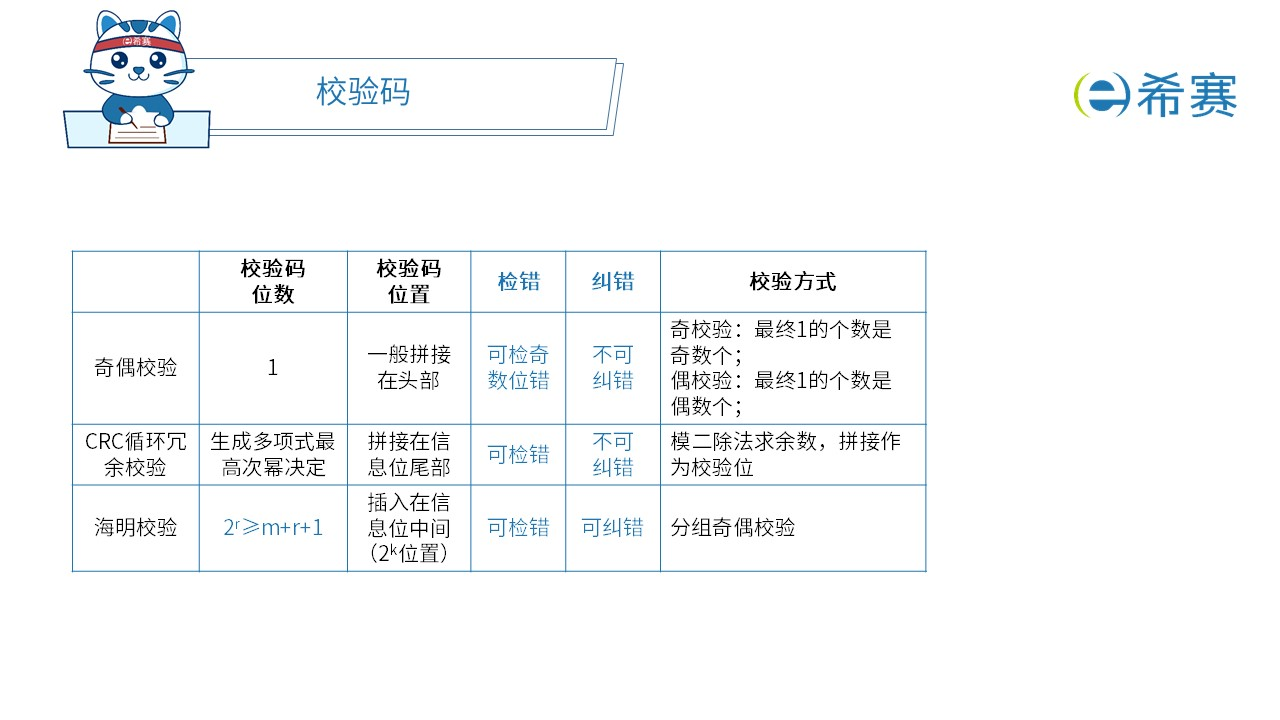 希赛
校验码
希赛
校验码
位数
校验码
位置
检错
纠错
校验方式
奇偶校验
1
一般拼接
在头部
可检奇
数位错
不可
纠错
奇校验：最终1的个数是
奇数个；
偶校验：最终1的个数是
偶数个；
CRC循环冗
余校验
生成多项式最
高次幂决定
拼接在信
息位尾部
可检错
不可
纠错
模二除法求余数，拼接作
为校验位
海明校验
2ʳ≥m+r+1
插入在信
息位中间
（2ᵏ位置）
可检错
可纠错
分组奇偶校验